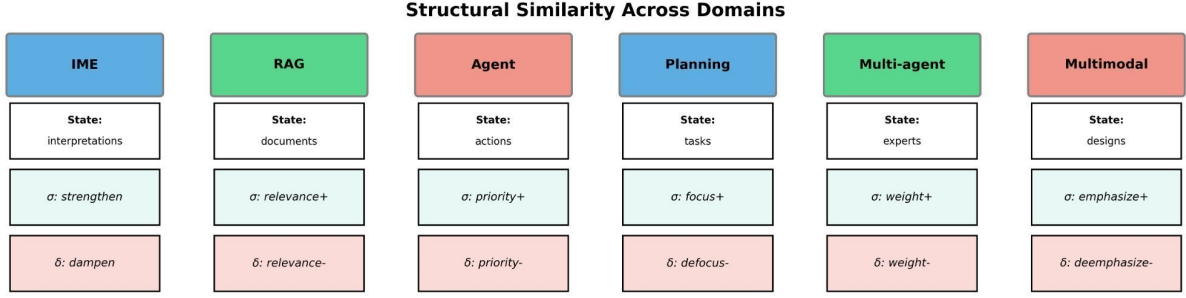 Structural Similarity Across Domains
IME
RAG
Agent
Planning
Multi-agent
Multimodal
State:
interpretations
State:
documents
State:
actions
State:
tasks
State:
experts
State:
designs
σ: strengthen
σ: relevance+
σ: priority+
σ: focus+
σ: weight+
σ: emphasize+
δ: dampen
δ: relevance-
δ: priority-
δ: defocus-
δ: weight-
δ: deemphasize-